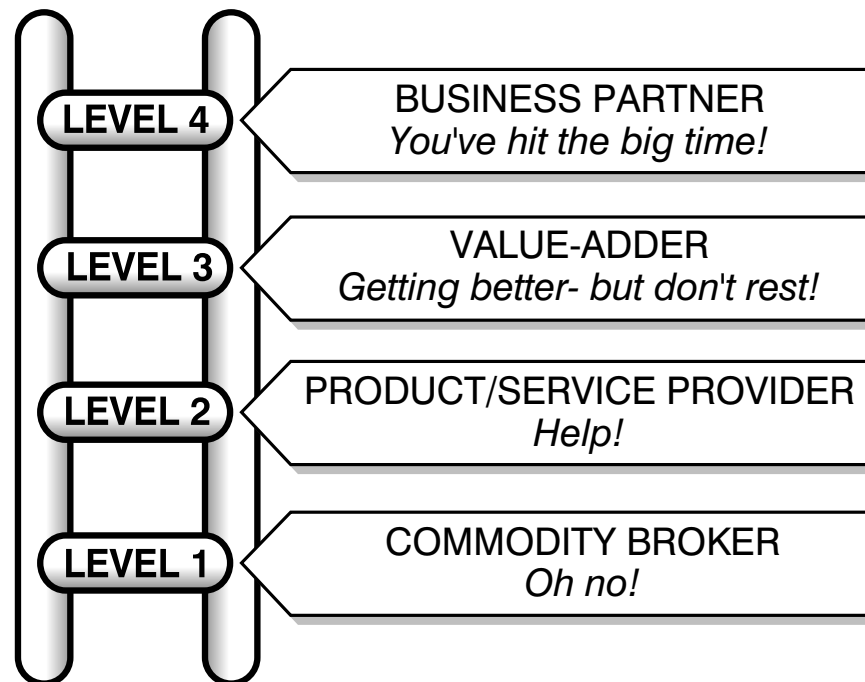 LEVEL 4
BUSINESS PARTNER
You've hit the big time!
LEVEL 3
VALUE-ADDER
Getting better- but don't rest!
LEVEL 2
PRODUCT/SERVICE PROVIDER
Help!
LEVEL 1
COMMODITY BROKER
Oh no!